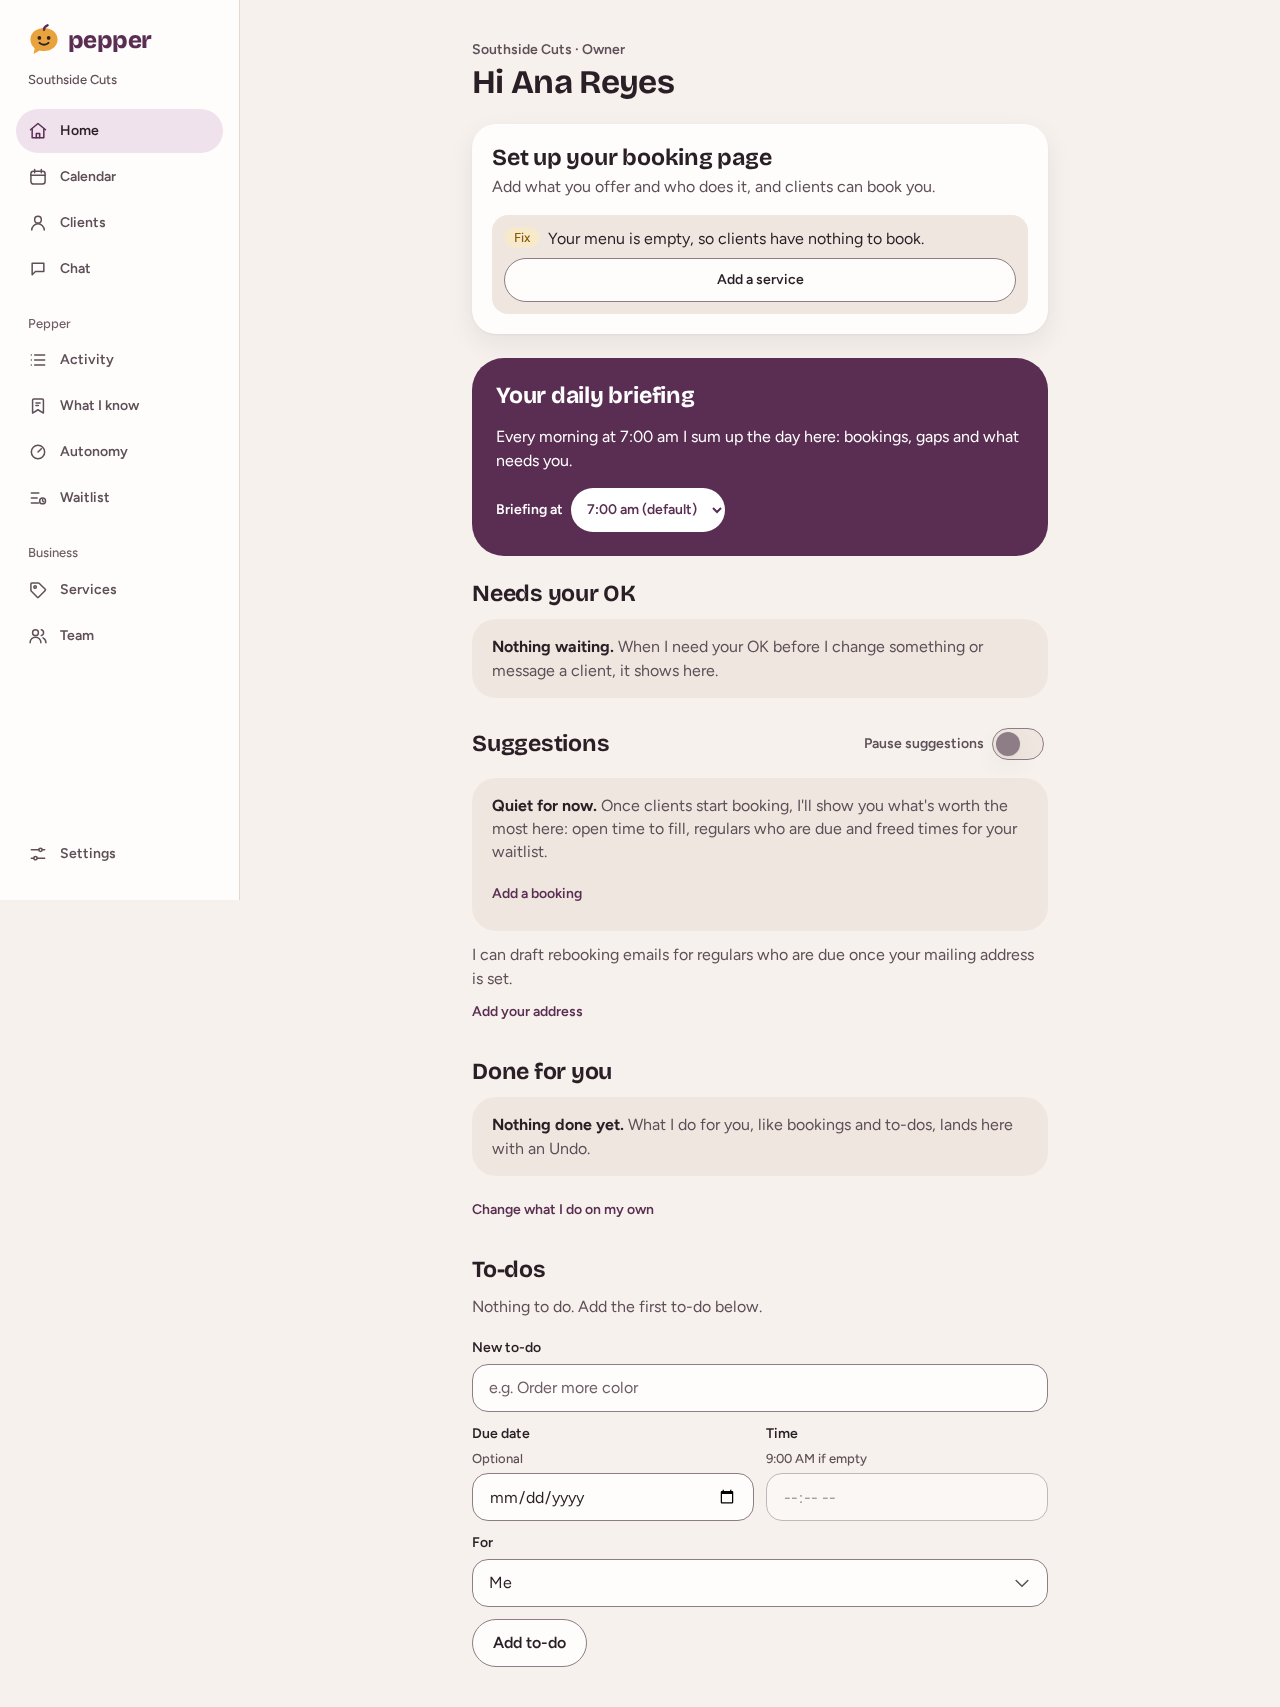 pepper
Southside Cuts
Home
Calendar
Clients
Chat
Pepper
Activity
What I know
Autonomy
Waitlist
Business
Services
Team
Settings
Southside Cuts · Owner
Hi Ana Reyes
Set up your booking page
Add what you offer and who does it, and clients can book you.
Fix Your menu is empty, so clients have nothing to book.
Add a service
Your daily briefing
Every morning at 7:00 am I sum up the day here: bookings, gaps and what
needs you.
Briefing at 7:00 am (default)
Needs your OK
Nothing waiting. When I need your OK before I change something or
message a client, it shows here.
Suggestions Pause suggestions
Quiet for now. Once clients start booking, I'll show you what's worth the
most here: open time to fill, regulars who are due and freed times for your
waitlist.
Add a booking
I can draft rebooking emails for regulars who are due once your mailing address
is set.
Add your address
Done for you
Nothing done yet. What I do for you, like bookings and to-dos, lands here
with an Undo.
Change what I do on my own
To-dos
Nothing to do. Add the first to-do below.
New to-do
e.g. Order more color
Due date Time
Optional 9:00 AM if empty
mm/dd/yyyy --:-- --
For
Me
Add to-do